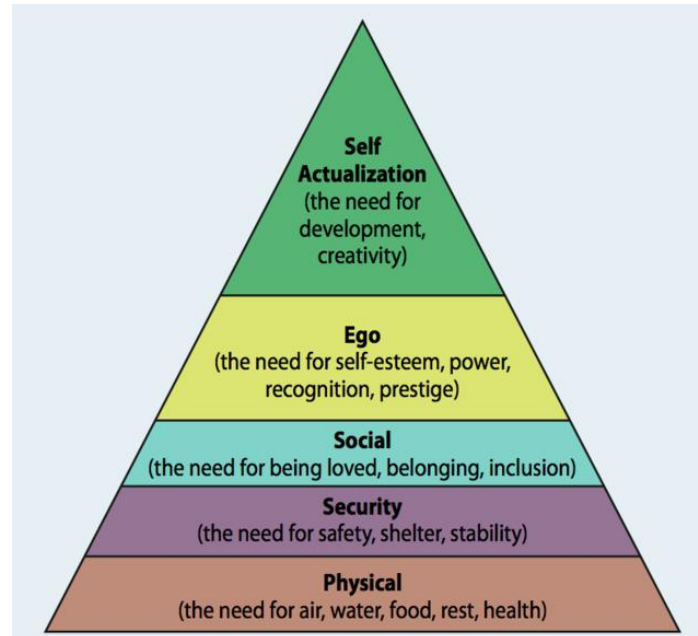 Self
Actualization
(the need for
development,
creativity)
Ego
(the need for self-esteem, power,
recognition, prestige)
Social
(the need for being loved, belonging, inclusion)
Security
(the need for safety, shelter, stability)
Physical
(the need for air, water, food, rest, health)